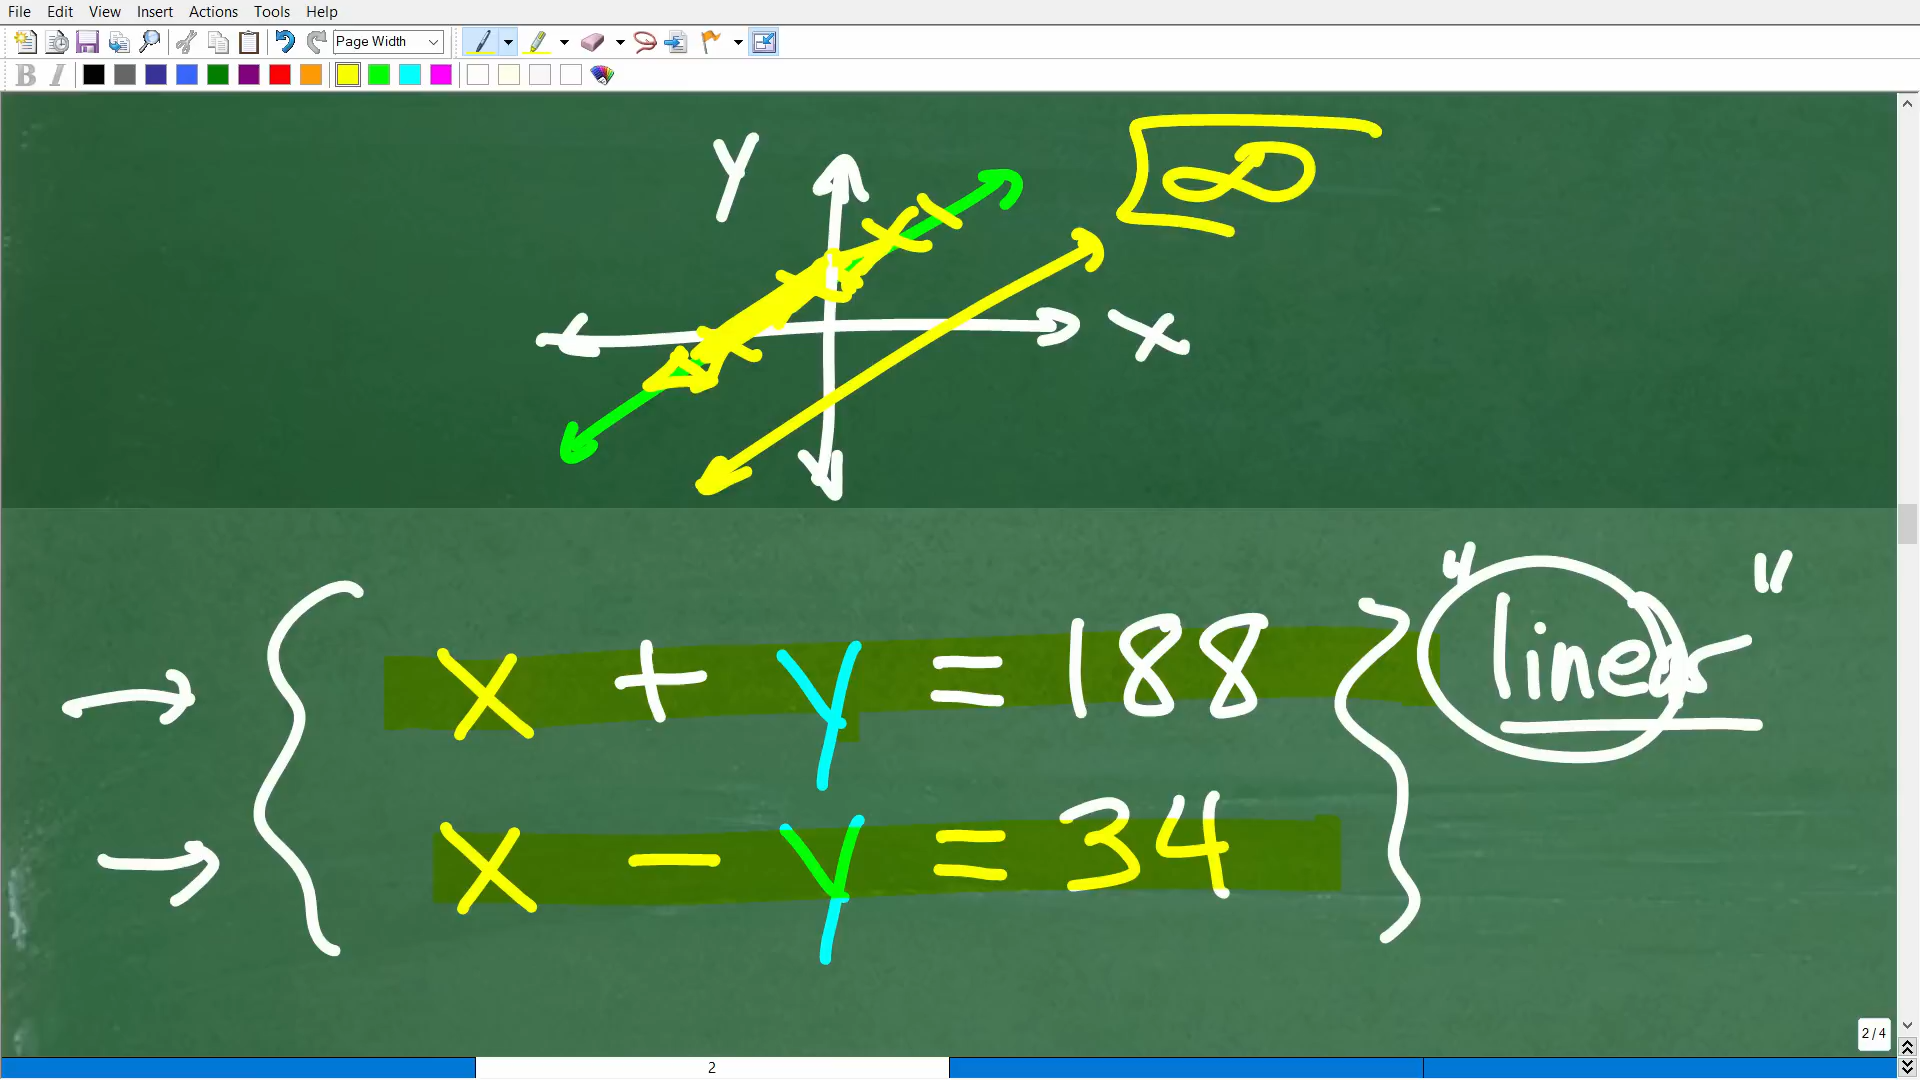 File Edit View Insert Actions Tools Help
Page Width
B I
y
∞
x
x + y = 188 "linear"
x - y = 34
2 / 4
2